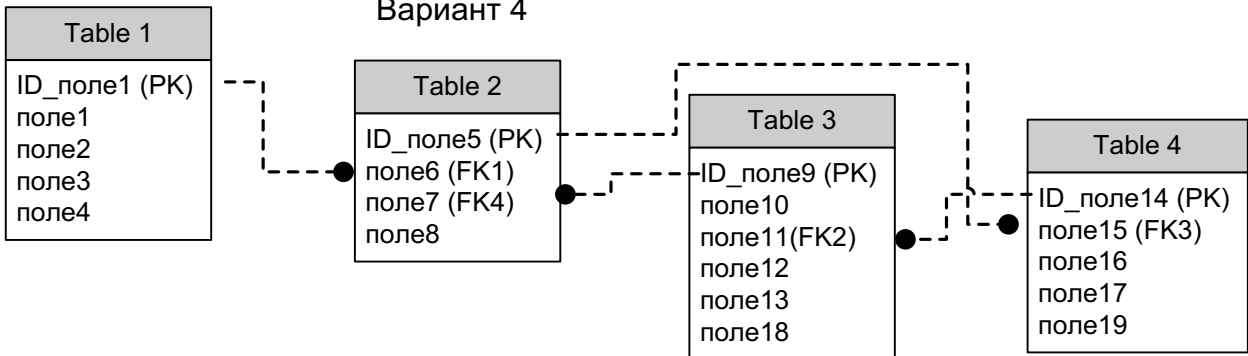 Вариант 4
Table 1
ID_поле1 (PK)
поле1
поле2
поле3
поле4
Table 2
ID_поле5 (PK)
поле6 (FK1)
поле7 (FK4)
поле8
Table 3
ID_поле9 (PK)
поле10
поле11(FK2)
поле12
поле13
поле18
Table 4
ID_поле14 (PK)
поле15 (FK3)
поле16
поле17
поле19